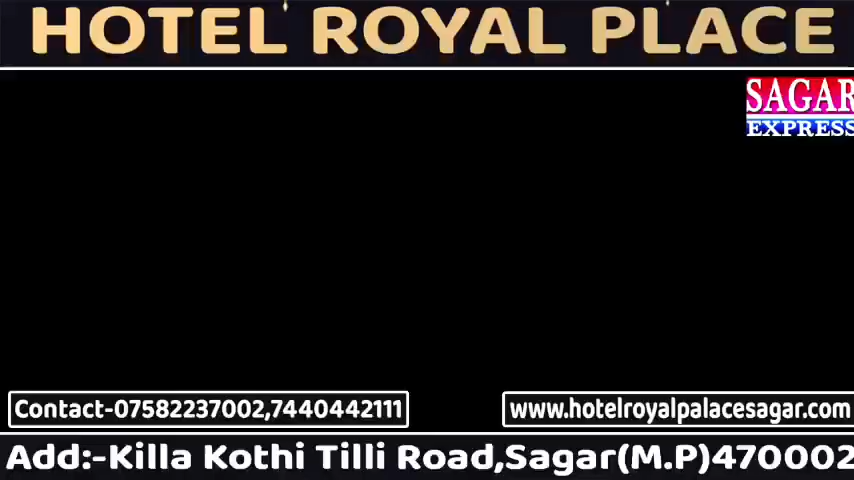 HOTEL ROYAL PLACE
SAGAR
EXPRESS
Contact-07582237002,7440442111
www.hotelroyalpalacesagar.com
Add:-Killa Kothi Tilli Road,Sagar(M.P)470002